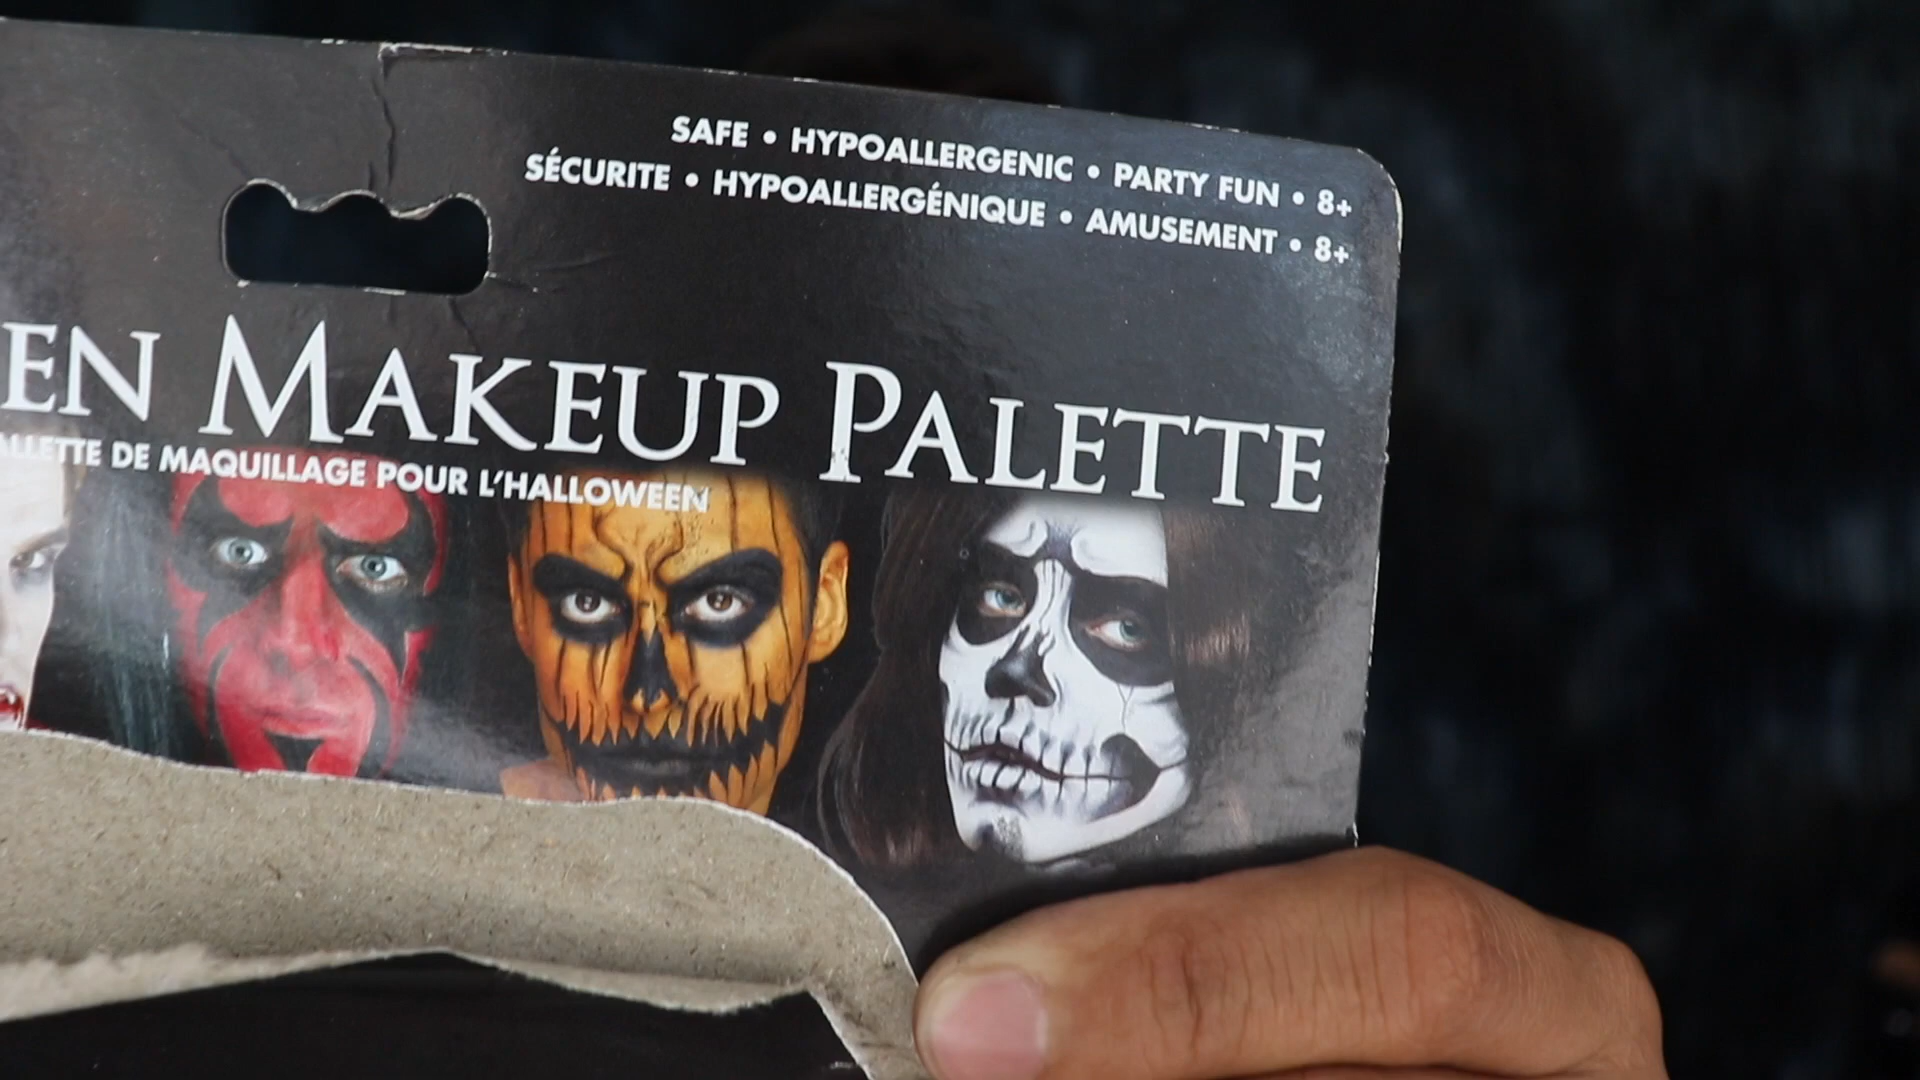 SAFE • HYPOALLERGENIC • PARTY FUN • 8+
SÉCURITE • HYPOALLERGÉNIQUE • AMUSEMENT • 8+
EN MAKEUP PALETTE
ALLETTE DE MAQUILLAGE POUR L'HALLOWEEN